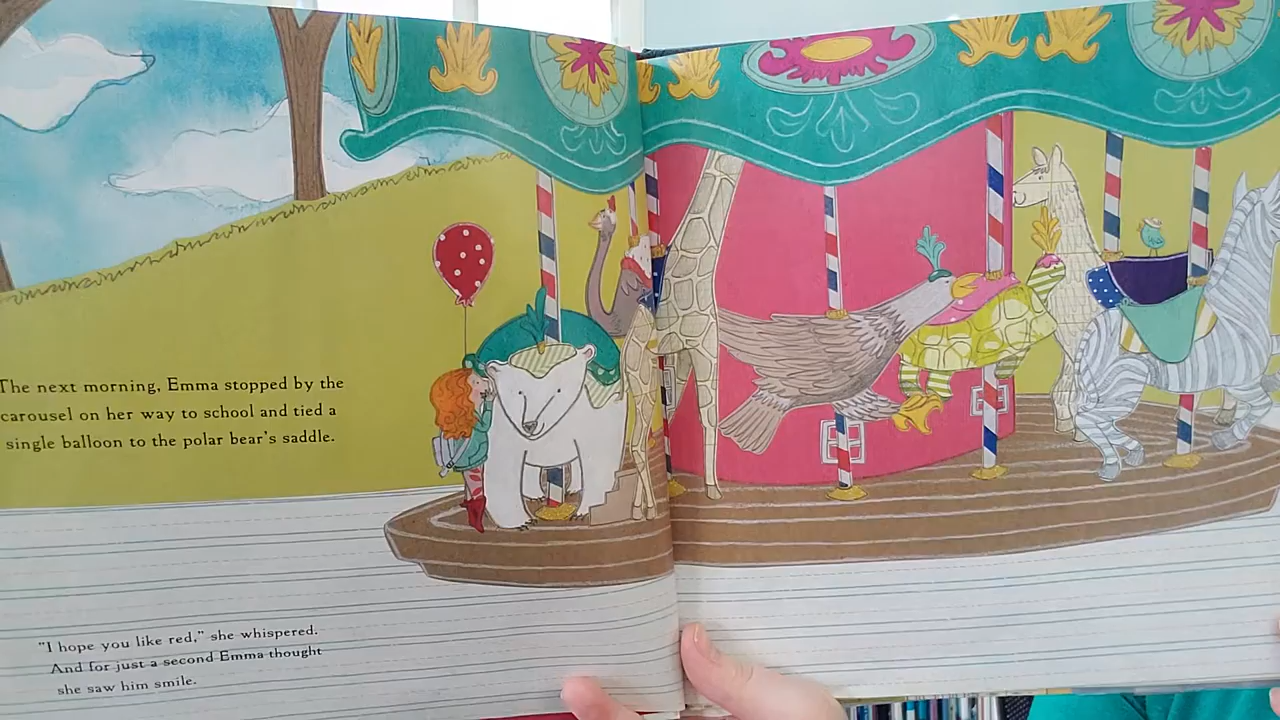 The next morning, Emma stopped by the
carousel on her way to school and tied a
single balloon to the polar bear's saddle.
"I hope you like red," she whispered.
And for just a second Emma thought
she saw him smile.